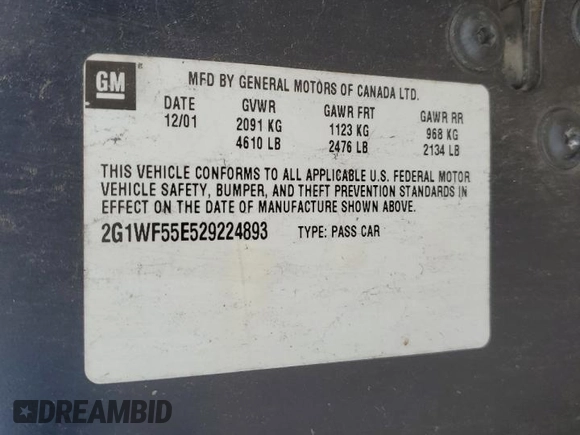 GM
MFD BY GENERAL MOTORS OF CANADA LTD.
DATE GVWR GAWR FRT GAWR RR
12/01 2091 KG 1123 KG 968 KG
4610 LB 2476 LB 2134 LB
THIS VEHICLE CONFORMS TO ALL APPLICABLE U.S. FEDERAL MOTOR
VEHICLE SAFETY, BUMPER, AND THEFT PREVENTION STANDARDS IN
EFFECT ON THE DATE OF MANUFACTURE SHOWN ABOVE.
2G1WF55E529224893 TYPE: PASS CAR
DREAMBID